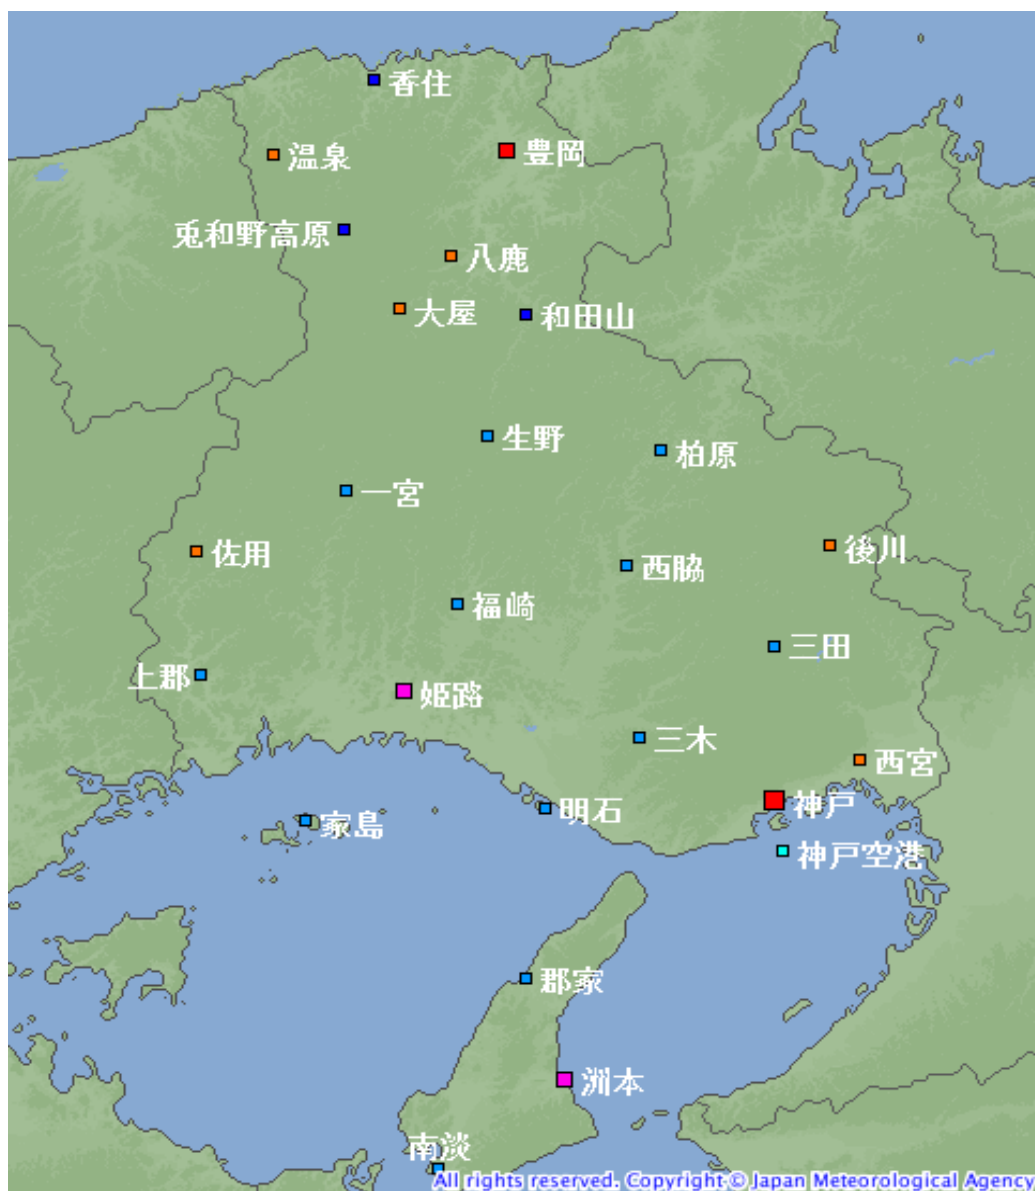 香住
温泉
豊岡
兎和野高原
八鹿
大屋
和田山
生野
柏原
一宮
佐用
後川
西脇
福崎
三田
上郡
姫路
三木
西宮
神戸
明石
家島
神戸空港
郡家
洲本
南淡
All rights reserved. Copyright © Japan Meteorological Agency